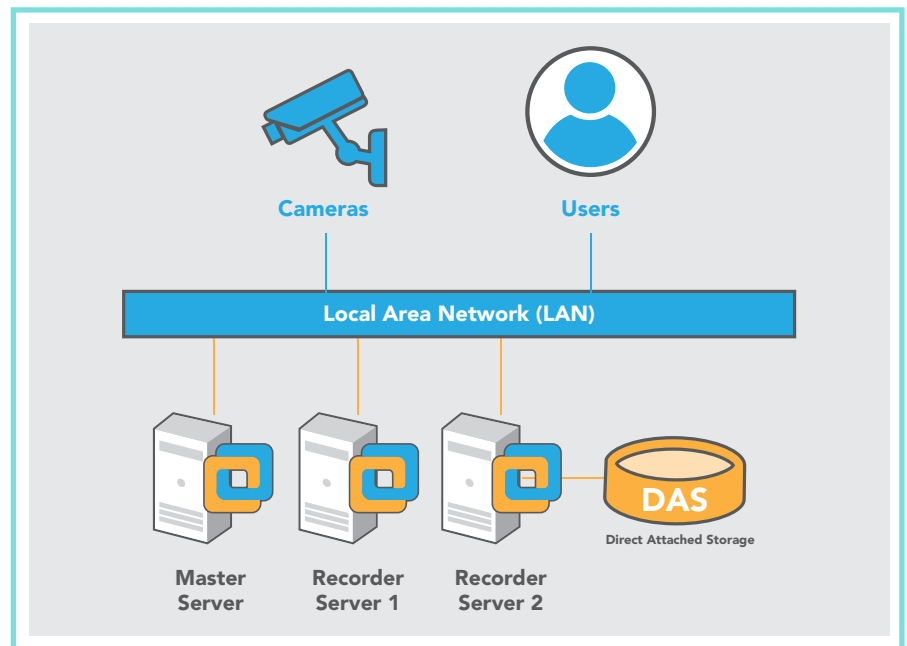 Cameras
Users
Local Area Network (LAN)
DAS
Direct Attached Storage
Master
Server
Recorder
Server 1
Recorder
Server 2